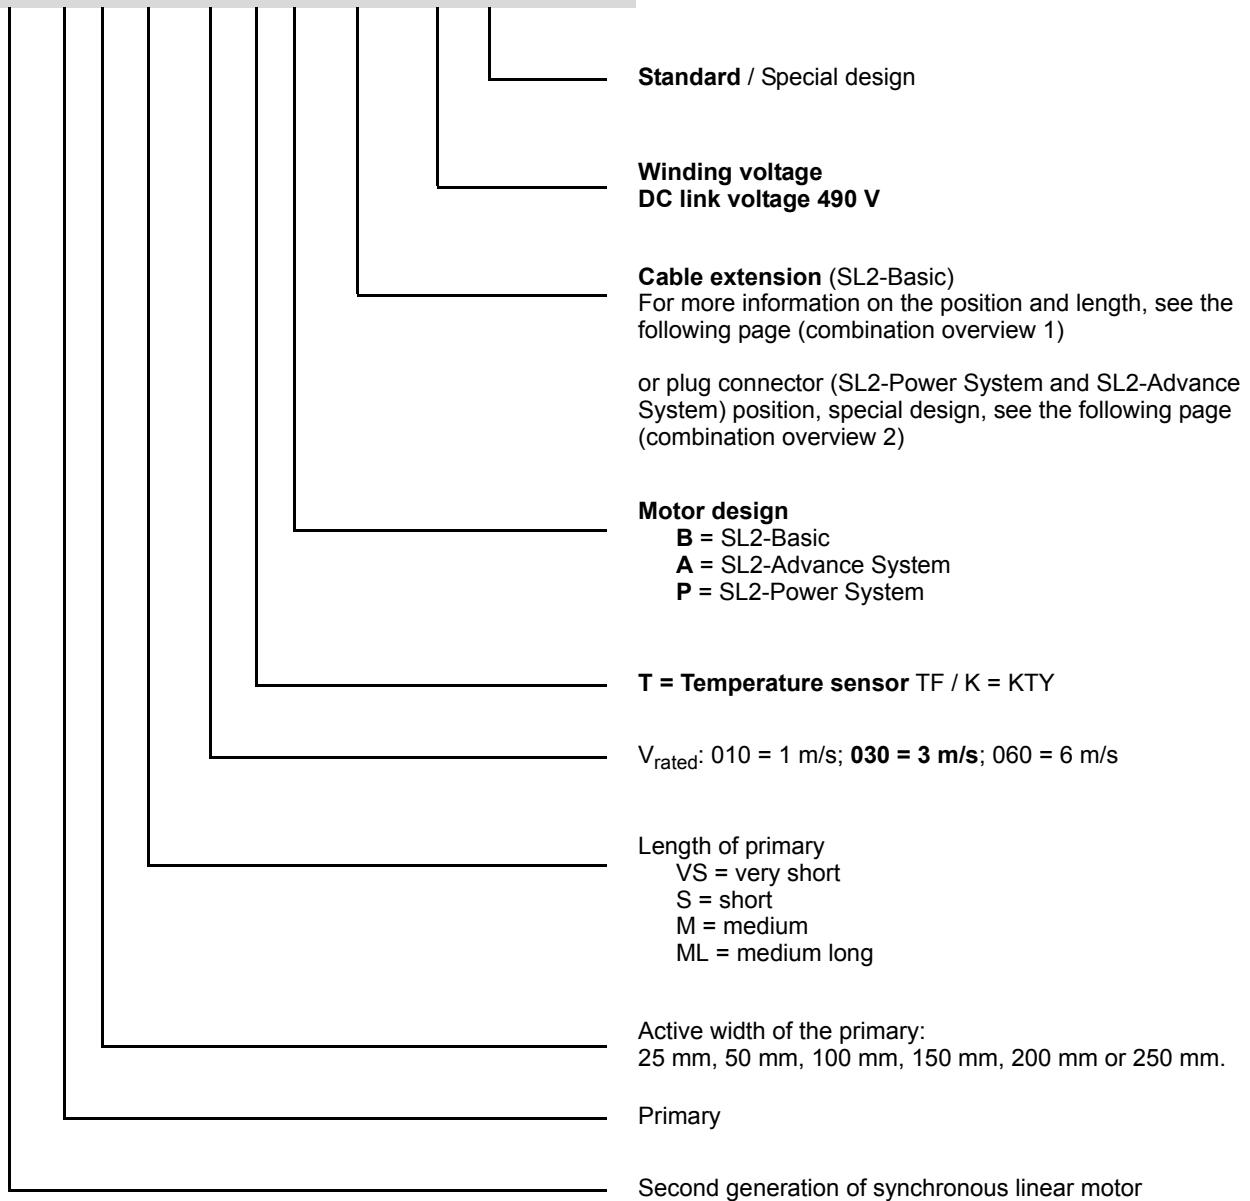 Standard / Special design
Winding voltage
DC link voltage 490 V
Cable extension (SL2-Basic)
For more information on the position and length, see the
following page (combination overview 1)
or plug connector (SL2-Power System and SL2-Advance
System) position, special design, see the following page
(combination overview 2)
Motor design
B = SL2-Basic
A = SL2-Advance System
P = SL2-Power System
T = Temperature sensor TF / K = KTY
Vrated: 010 = 1 m/s; 030 = 3 m/s; 060 = 6 m/s
Length of primary
VS = very short
S = short
M = medium
ML = medium long
Active width of the primary:
25 mm, 50 mm, 100 mm, 150 mm, 200 mm or 250 mm.
Primary
Second generation of synchronous linear motor